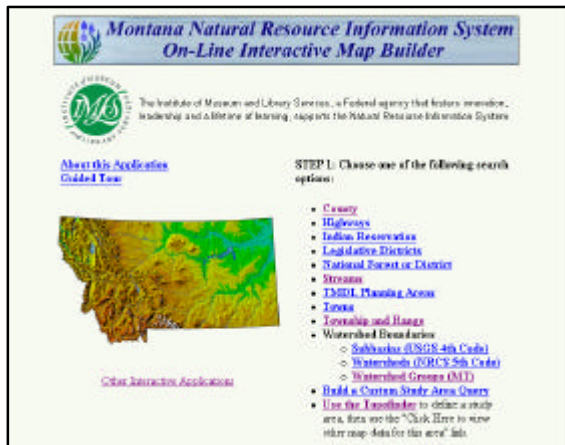 Montana Natural Resource Information System
On-Line Interactive Map Builder
IMLS
The Institute of Museum and Library Services, a Federal agency that fosters innovation,
leadership and a lifetime of learning, supports the Natural Resource Information System
About this Application
Guided Tour
STEP 1: Choose one of the following search
options:
County
Highways
Indian Reservation
Legislative Districts
National Forest or District
Streams
TMDL Planning Areas
Towns
Township and Range
Watershed Boundaries:
Subbasins (USGS 4th Code)
Watersheds (NRCS 5th Code)
Watershed Groups (MT)
Build a Custom Study Area Query
Use the Topofinder to define a study
area, then use the "Click Here to view
other map data for this area" link
Other Interactive Applications